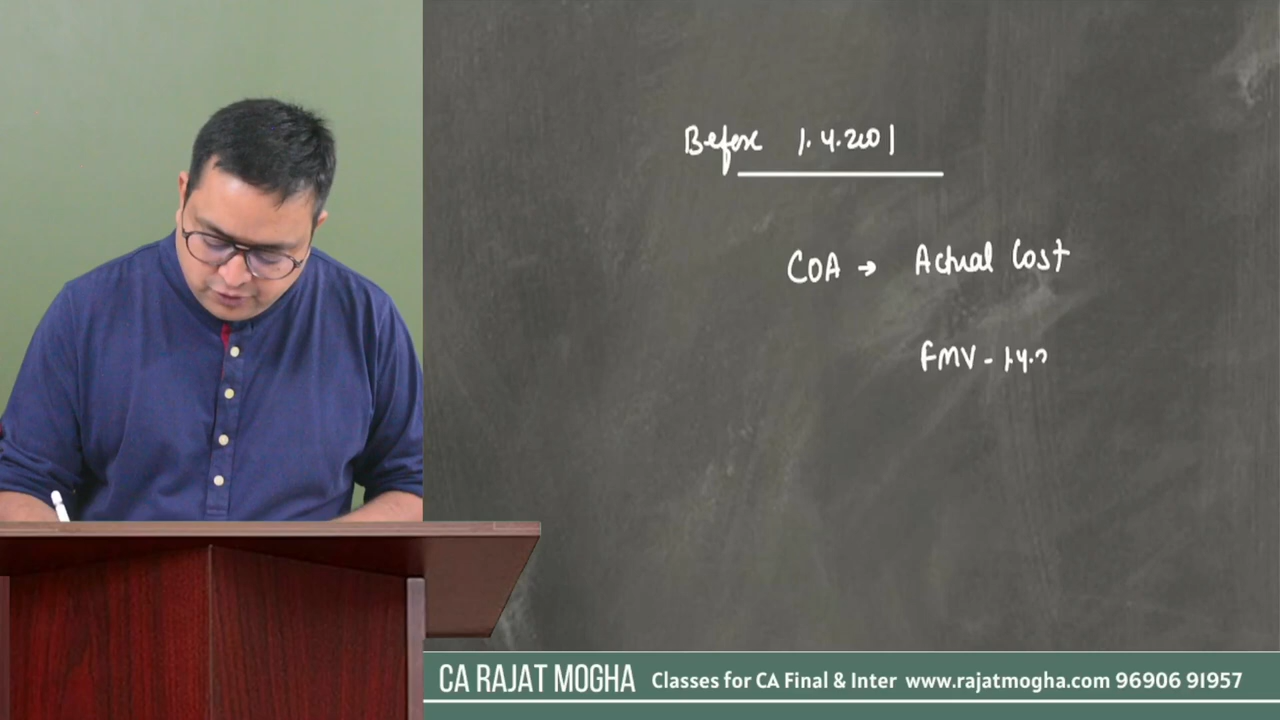 Before 1.4.2001
COA → Actual Cost
FMV - 1.4.2
CA RAJAT MOGHA Classes for CA Final & Inter www.rajatmogha.com 96906 91957